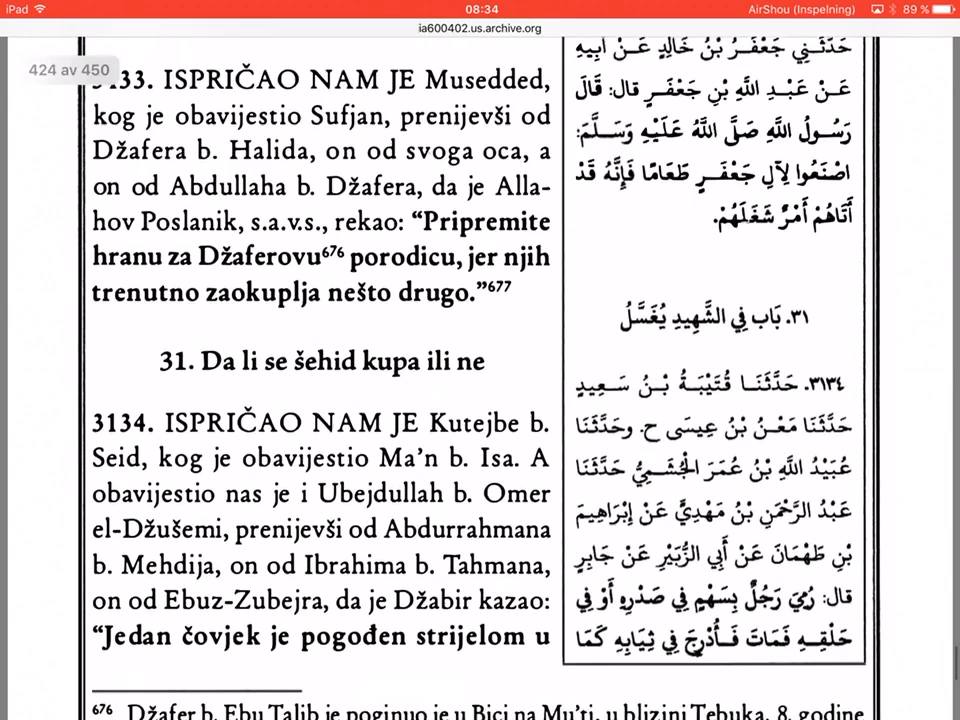 iPad 08:34 AirShou (Inspelning) 89 %
ia600402.us.archive.org
424 av 450
3133. ISPRIČAO NAM JE Musedded,
kog je obavijestio Sufjan, prenijevši od
Džafera b. Halida, on od svoga oca, a
on od Abdullaha b. Džafera, da je Alla-
hov Poslanik, s.a.v.s., rekao: “Pripremite
hranu za Džaferovu⁶⁷⁶ porodicu, jer njih
trenutno zaokuplja nešto drugo.”⁶⁷⁷
31. Da li se šehid kupa ili ne
3134. ISPRIČAO NAM JE Kutejbe b.
Seid, kog je obavijestio Ma’n b. Isa. A
obavijestio nas je i Ubejdullah b. Omer
el-Džušemi, prenijevši od Abdurrahmana
b. Mehdija, on od Ibrahima b. Tahmana,
on od Ebuz-Zubejra, da je Džabir kazao:
“Jedan čovjek je pogođen strijelom u
حَدَّثَنِي جَعْفَرُ بْنُ خَالِدٍ عَنْ أَبِيهِ
عَنْ عَبْدِ اللَّهِ بْنِ جَعْفَرٍ قال: قَالَ
رَسُولُ اللَّهِ صَلَّى اللَّهُ عَلَيْهِ وَسَلَّمَ:
اصْنَعُوا لِآلِ جَعْفَرٍ طَعَامًا فَإِنَّهُ قَدْ
أَتَاهُمْ أَمْرٌ شَغَلَهُمْ.
٣١. بَاب فِي الشَّهِيدِ يُغَسَّلُ
٣١٣٤. حَدَّثَنَا قُتَيْبَةُ بْنُ سَعِيدٍ
حَدَّثَنَا مَعْنُ بْنُ عِيسَى ح. وحَدَّثَنَا
عُبَيْدُ اللَّهِ بْنُ عُمَرَ الْجُشَمِيُّ حَدَّثَنَا
عَبْدُ الرَّحْمَنِ بْنُ مَهْدِيٍّ عَنْ إِبْرَاهِيمَ
بْنِ طَهْمَانَ عَنْ أَبِي الزُّبَيْرِ عَنْ جَابِرٍ
قال: رُمِيَ رَجُلٌ بِسَهْمٍ فِي صَدْرِهِ أَوْ فِي
حَلْقِهِ فَمَاتَ فَأُدْرِجَ فِي ثِيَابِهِ كَمَا
⁶⁷⁶ Džafer b. Ebu Talib je poginuo je u Bici na Mu’ti, u blizini Tebuka, 8. godine